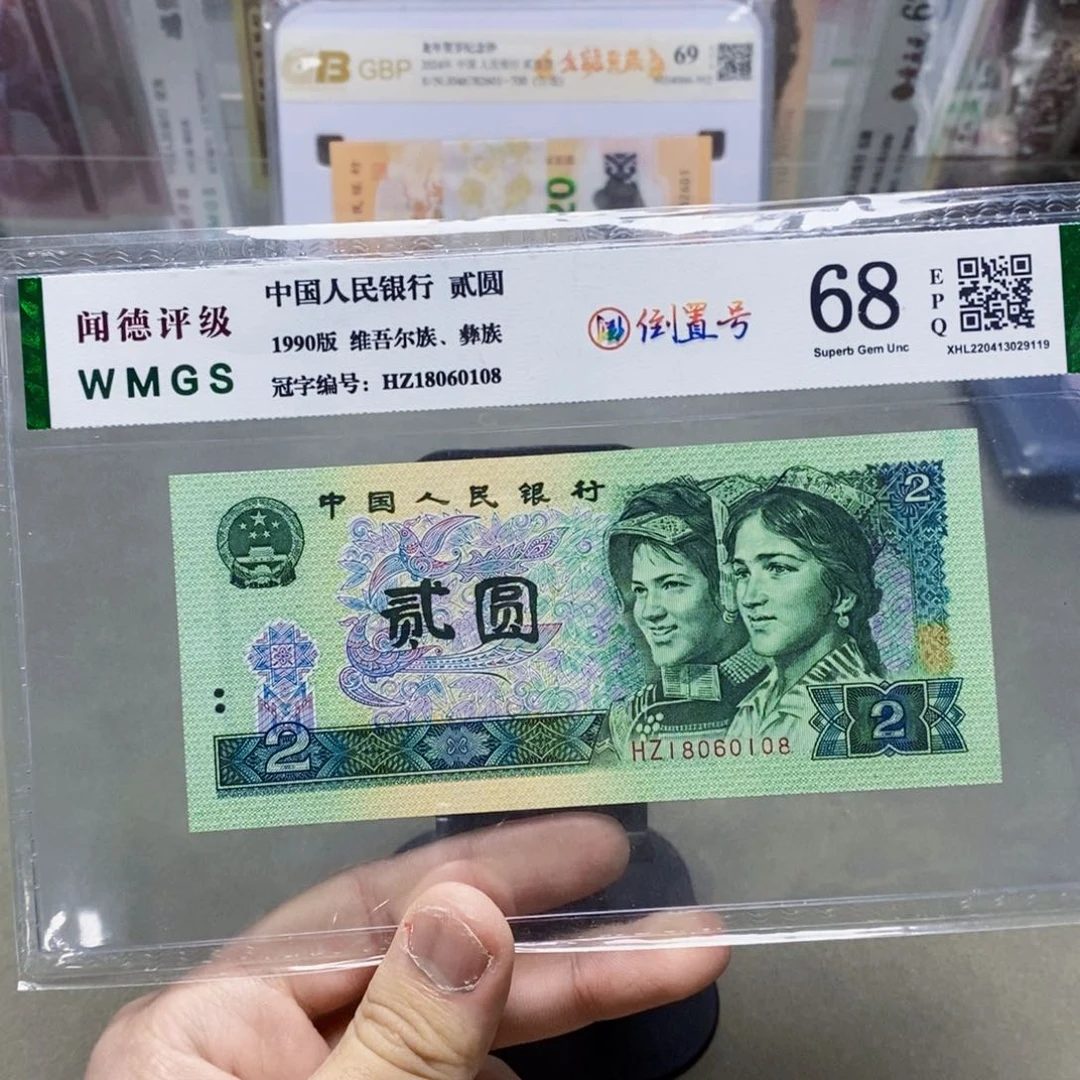 GBP
69
20
闻德评级
WMGS
中国人民银行 贰圆
1990版 维吾尔族、彝族
冠字编号：HZ18060108
倒置号
68
EPQ
Superb Gem Unc
XHL220413029119
中国人民银行
2
贰圆
2
HZ18060108
2